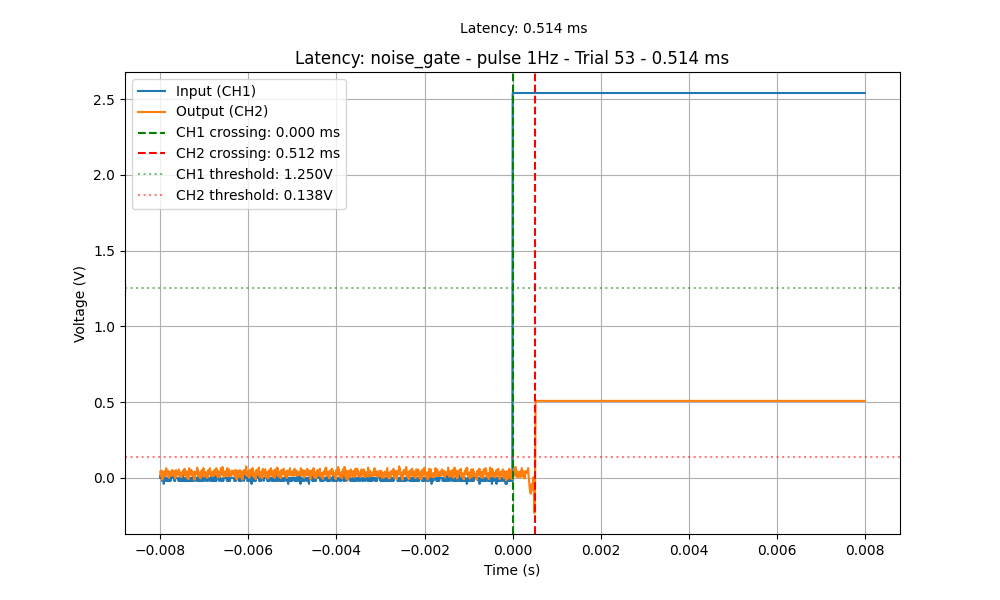 Latency: 0.514 ms
Latency: noise_gate - pulse 1Hz - Trial 53 - 0.514 ms
Input (CH1)
Output (CH2)
CH1 crossing: 0.000 ms
CH2 crossing: 0.512 ms
CH1 threshold: 1.250V
CH2 threshold: 0.138V
2.5
2.0
1.5
1.0
0.5
0.0
Voltage (V)
−0.008 −0.006 −0.004 −0.002 0.000 0.002 0.004 0.006 0.008
Time (s)